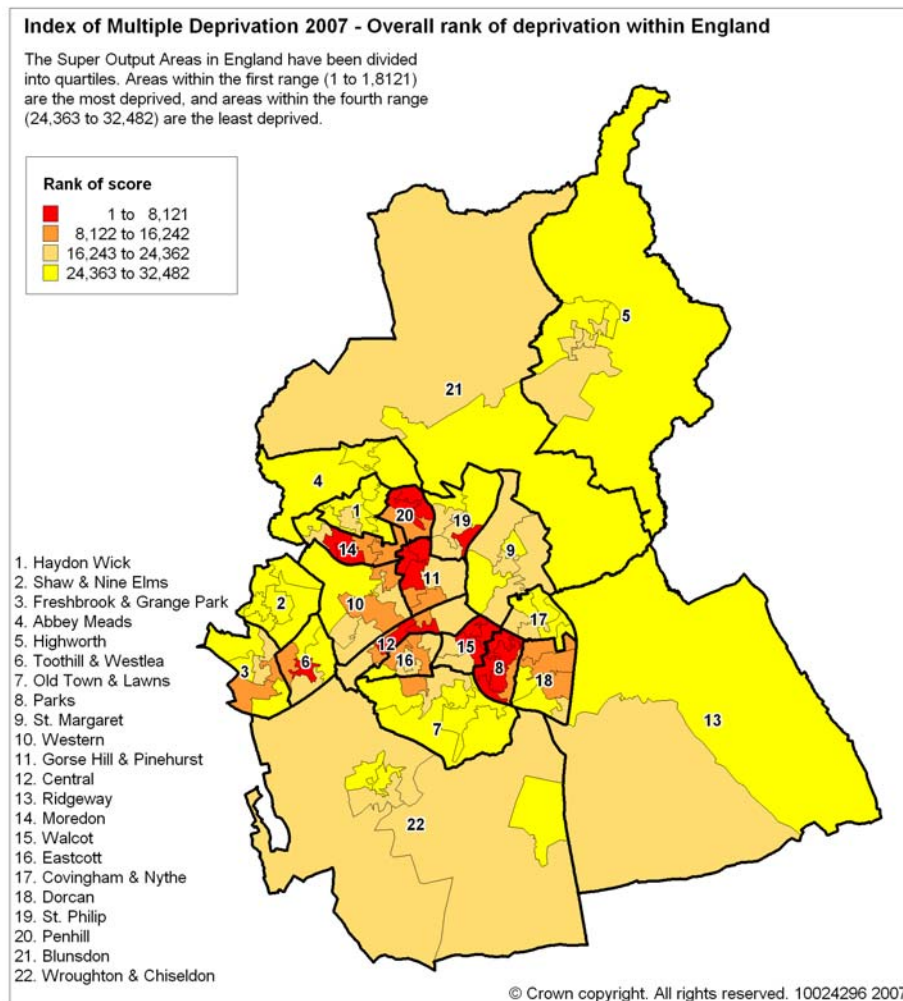 Index of Multiple Deprivation 2007 - Overall rank of deprivation within England
The Super Output Areas in England have been divided
into quartiles. Areas within the first range (1 to 1,8121)
are the most deprived, and areas within the fourth range
(24,363 to 32,482) are the least deprived.
Rank of score
1 to 8,121
8,122 to 16,242
16,243 to 24,362
24,363 to 32,482
5
21
4
1
20
19
14
9
11
2
10
17
12
15
3
6
16
8
18
7
13
22
1. Haydon Wick
2. Shaw & Nine Elms
3. Freshbrook & Grange Park
4. Abbey Meads
5. Highworth
6. Toothill & Westlea
7. Old Town & Lawns
8. Parks
9. St. Margaret
10. Western
11. Gorse Hill & Pinehurst
12. Central
13. Ridgeway
14. Moredon
15. Walcot
16. Eastcott
17. Covingham & Nythe
18. Dorcan
19. St. Philip
20. Penhill
21. Blunsdon
22. Wroughton & Chiseldon
© Crown copyright. All rights reserved. 10024296 2007